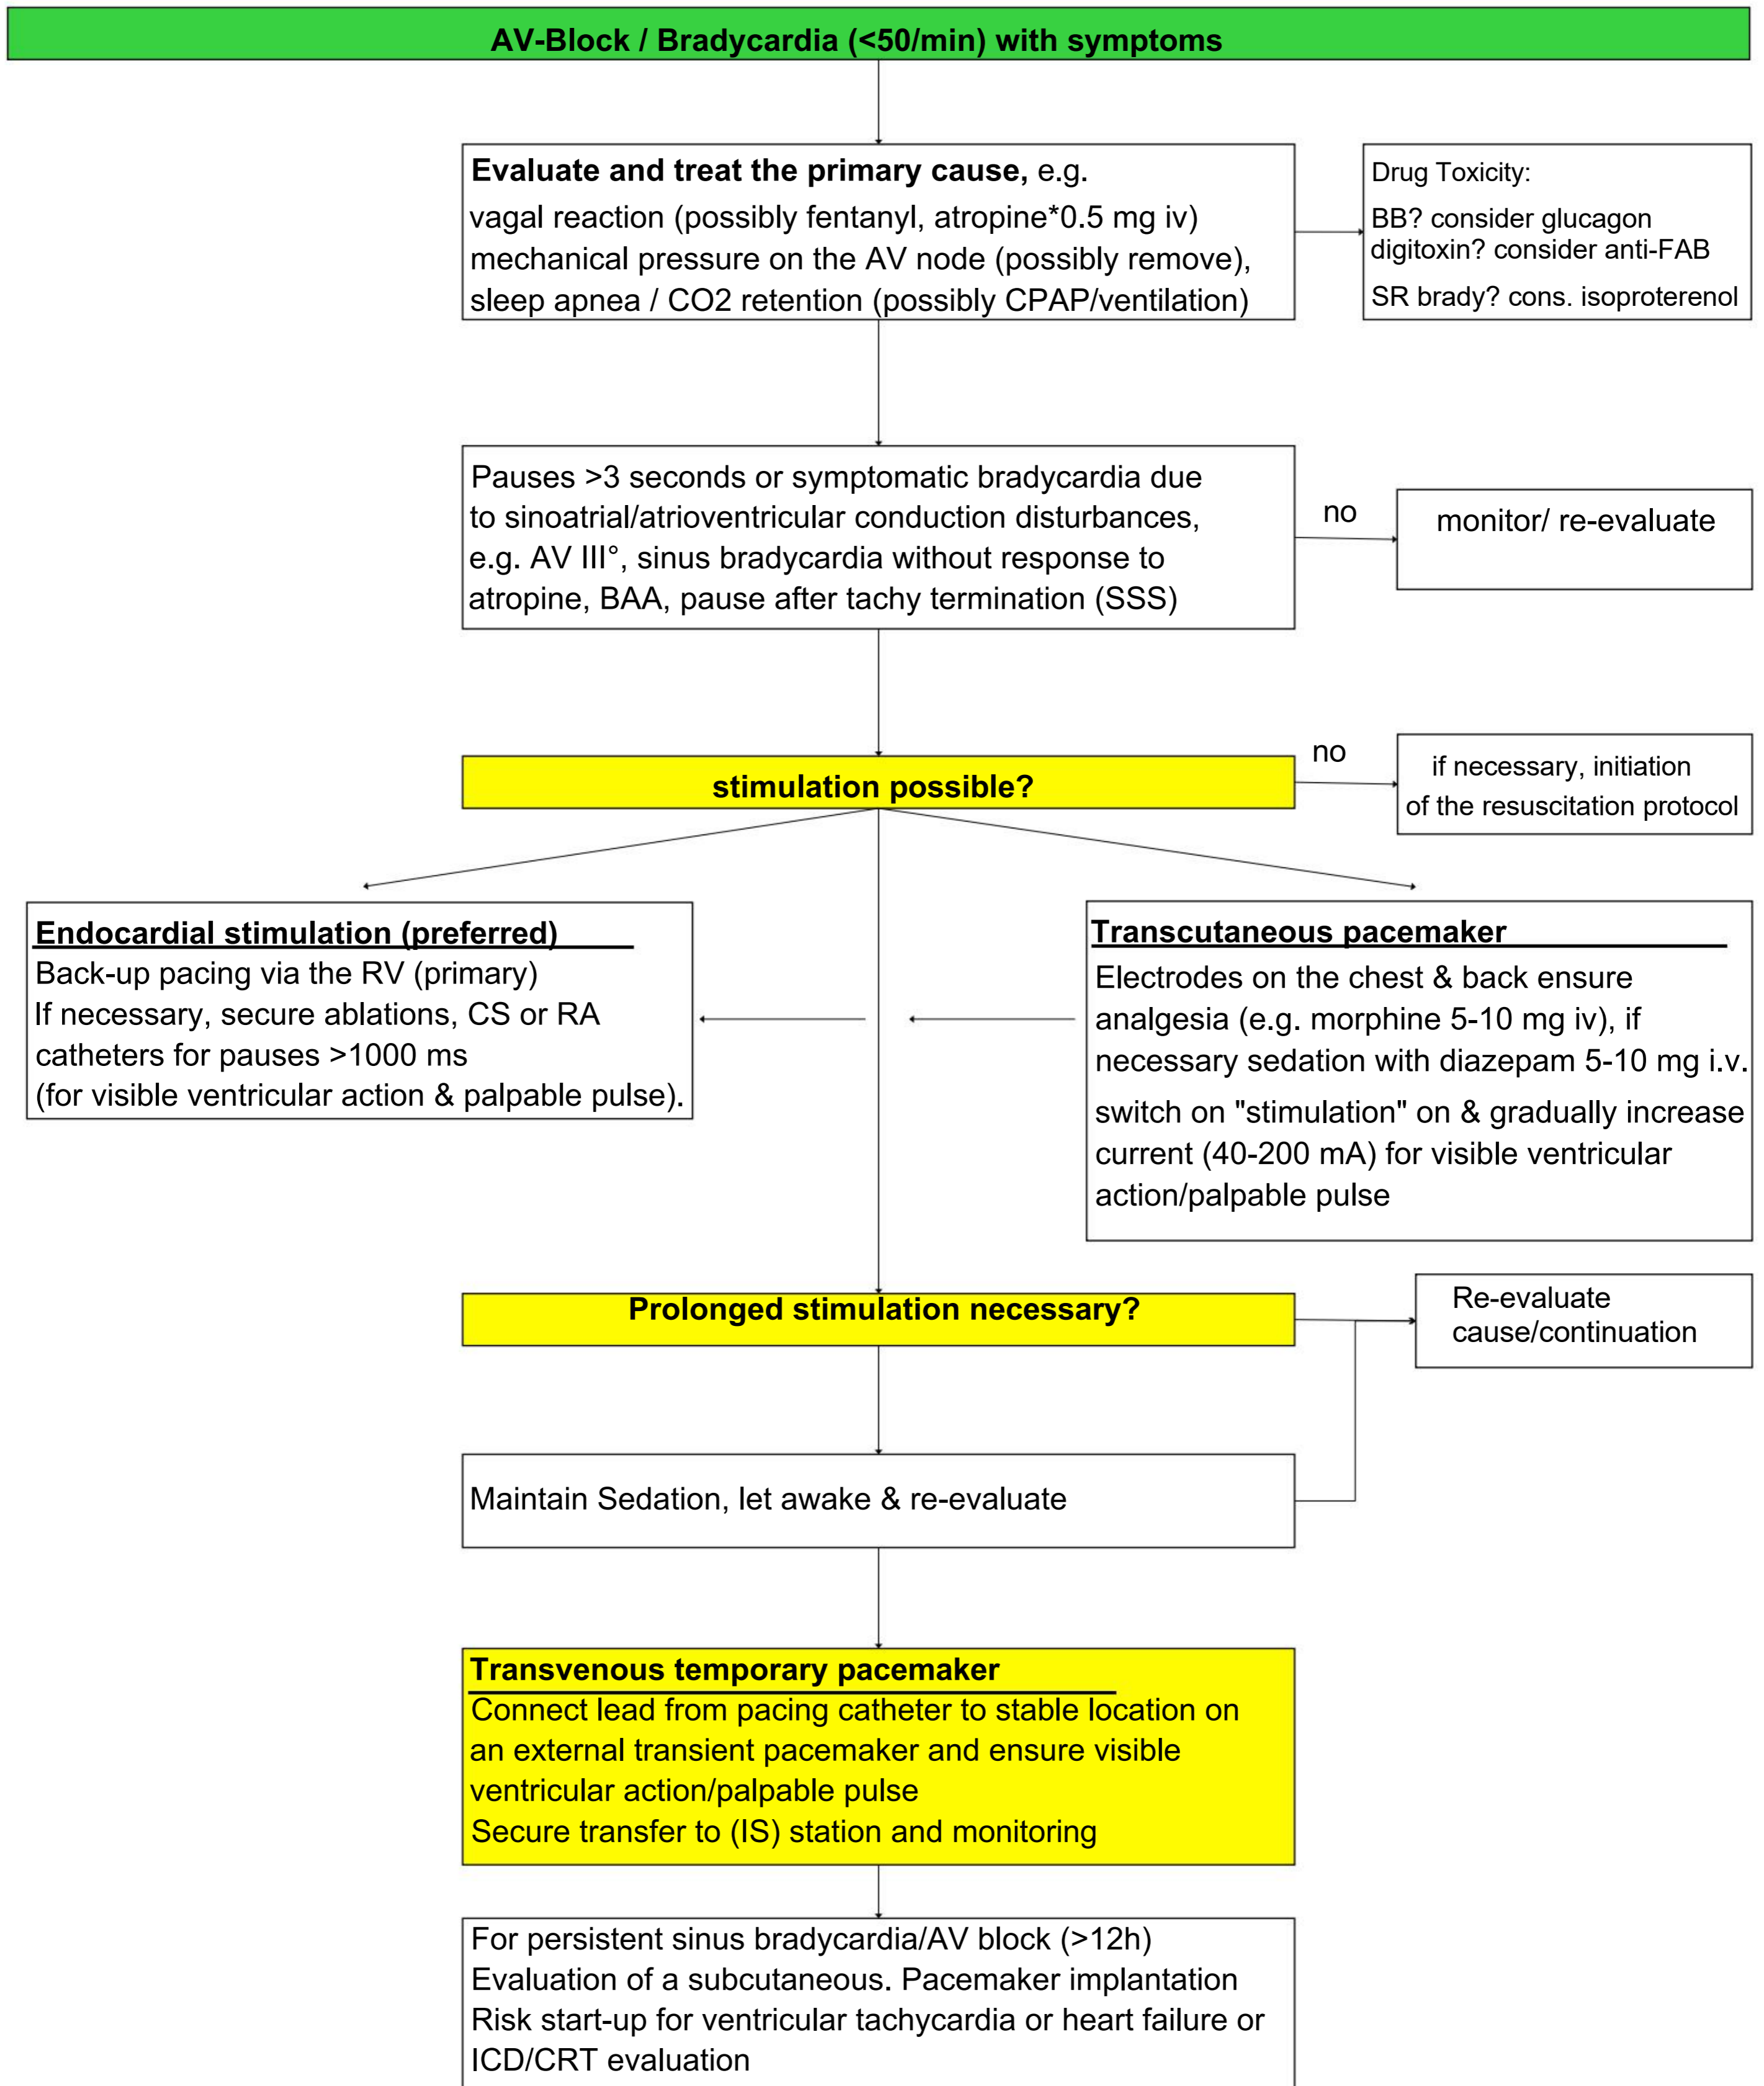 AV-Block / Bradycardia (<50/min) with symptoms
Evaluate and treat the primary cause, e.g.
vagal reaction (possibly fentanyl, atropine*0.5 mg iv)
mechanical pressure on the AV node (possibly remove),
sleep apnea / CO2 retention (possibly CPAP/ventilation)
Drug Toxicity:
BB? consider glucagon
digitoxin? consider anti-FAB
SR brady? cons. isoproterenol
Pauses >3 seconds or symptomatic bradycardia due
to sinoatrial/atrioventricular conduction disturbances,
e.g. AV III°, sinus bradycardia without response to
atropine, BAA, pause after tachy termination (SSS)
no
monitor/ re-evaluate
stimulation possible?
no
if necessary, initiation
of the resuscitation protocol
Endocardial stimulation (preferred)
Back-up pacing via the RV (primary)
If necessary, secure ablations, CS or RA
catheters for pauses >1000 ms
(for visible ventricular action & palpable pulse).
Transcutaneous pacemaker
Electrodes on the chest & back ensure
analgesia (e.g. morphine 5-10 mg iv), if
necessary sedation with diazepam 5-10 mg i.v.
switch on "stimulation" on & gradually increase
current (40-200 mA) for visible ventricular
action/palpable pulse
Prolonged stimulation necessary?
Re-evaluate
cause/continuation
Maintain Sedation, let awake & re-evaluate
Transvenous temporary pacemaker
Connect lead from pacing catheter to stable location on
an external transient pacemaker and ensure visible
ventricular action/palpable pulse
Secure transfer to (IS) station and monitoring
For persistent sinus bradycardia/AV block (>12h)
Evaluation of a subcutaneous. Pacemaker implantation
Risk start-up for ventricular tachycardia or heart failure or
ICD/CRT evaluation